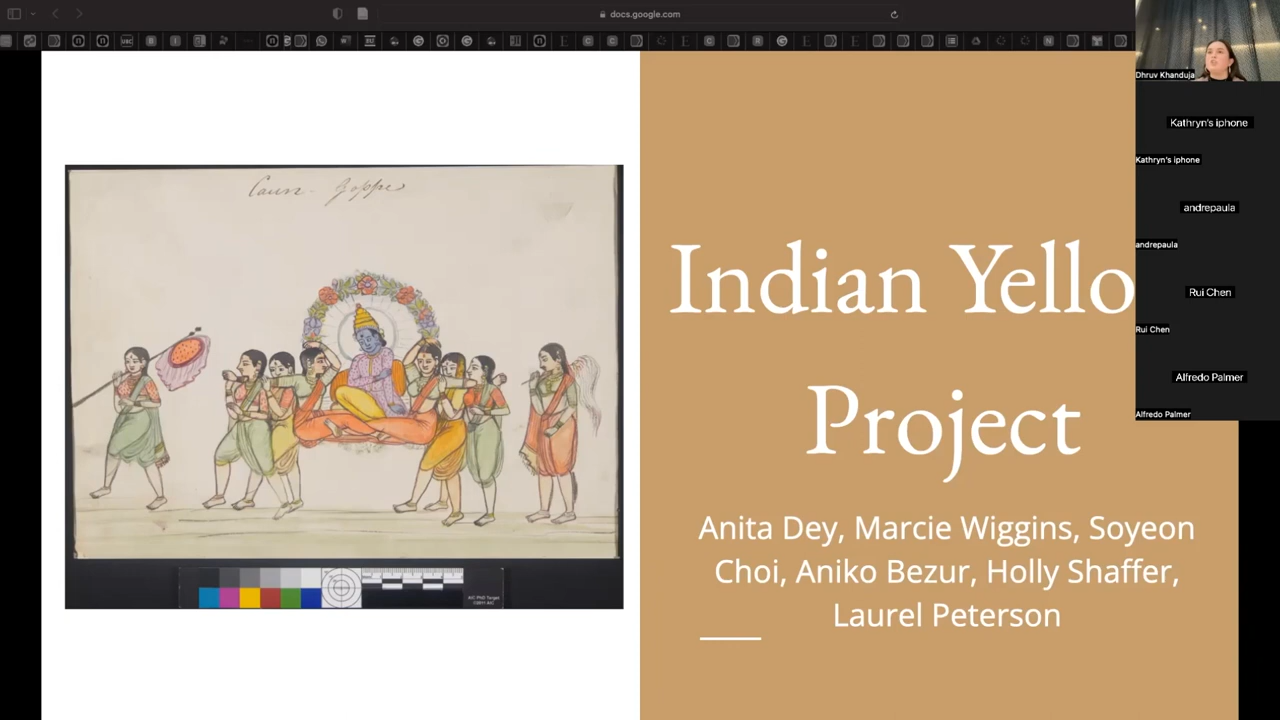 docs.google.com
Caun - Goppe
Indian Yello
Project
Anita Dey, Marcie Wiggins, Soyeon
Choi, Aniko Bezur, Holly Shaffer,
Laurel Peterson
Dhruv Khanduja
Kathryn's iphone
Kathryn's iphone
andrepaula
andrepaula
Rui Chen
Rui Chen
Alfredo Palmer
Alfredo Palmer